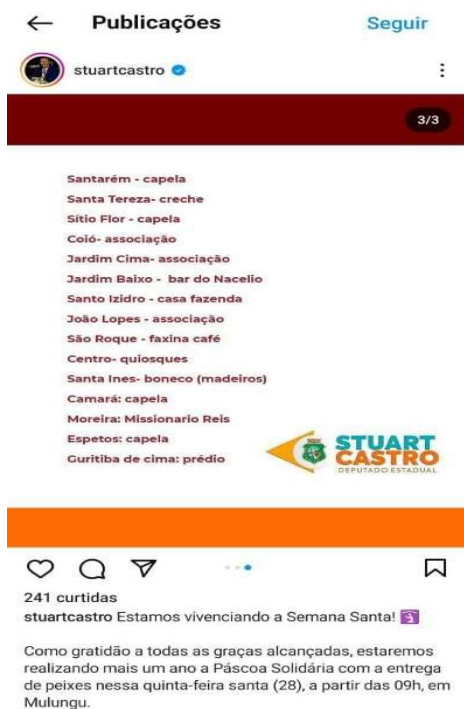 Publicações
Seguir
stuartcastro
3/3
Santarém - capela
Santa Tereza- creche
Sítio Flor - capela
Coió- associação
Jardim Cima- associação
Jardim Baixo - bar do Nacelio
Santo Izidro - casa fazenda
João Lopes - associação
São Roque - faxina café
Centro- quiosques
Santa Ines- boneco (madeiros)
Camará: capela
Moreira: Missionario Reis
Espetos: capela
Guritiba de cima: prédio
STUART
CASTRO
DEPUTADO ESTADUAL
241 curtidas
stuartcastro Estamos vivenciando a Semana Santa!
Como gratidão a todas as graças alcançadas, estaremos
realizando mais um ano a Páscoa Solidária com a entrega
de peixes nessa quinta-feira santa (28), a partir das 09h, em
Mulungu.